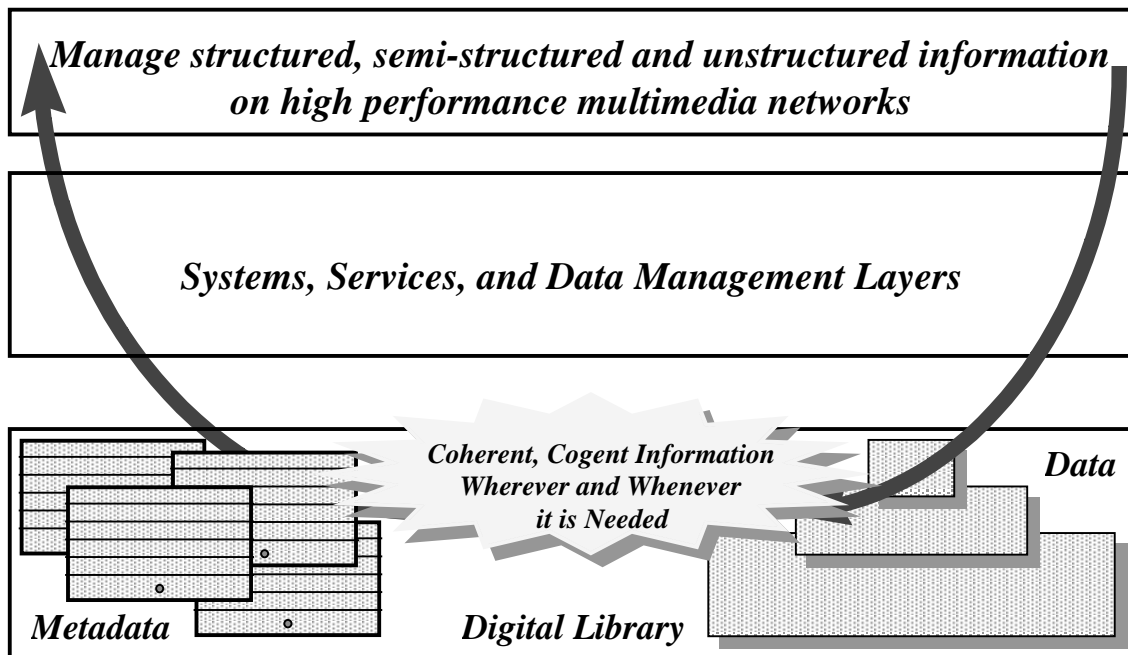 Manage structured, semi-structured and unstructured information
on high performance multimedia networks
Systems, Services, and Data Management Layers
Coherent, Cogent Information
Wherever and Whenever
it is Needed
Data
Metadata
Digital Library